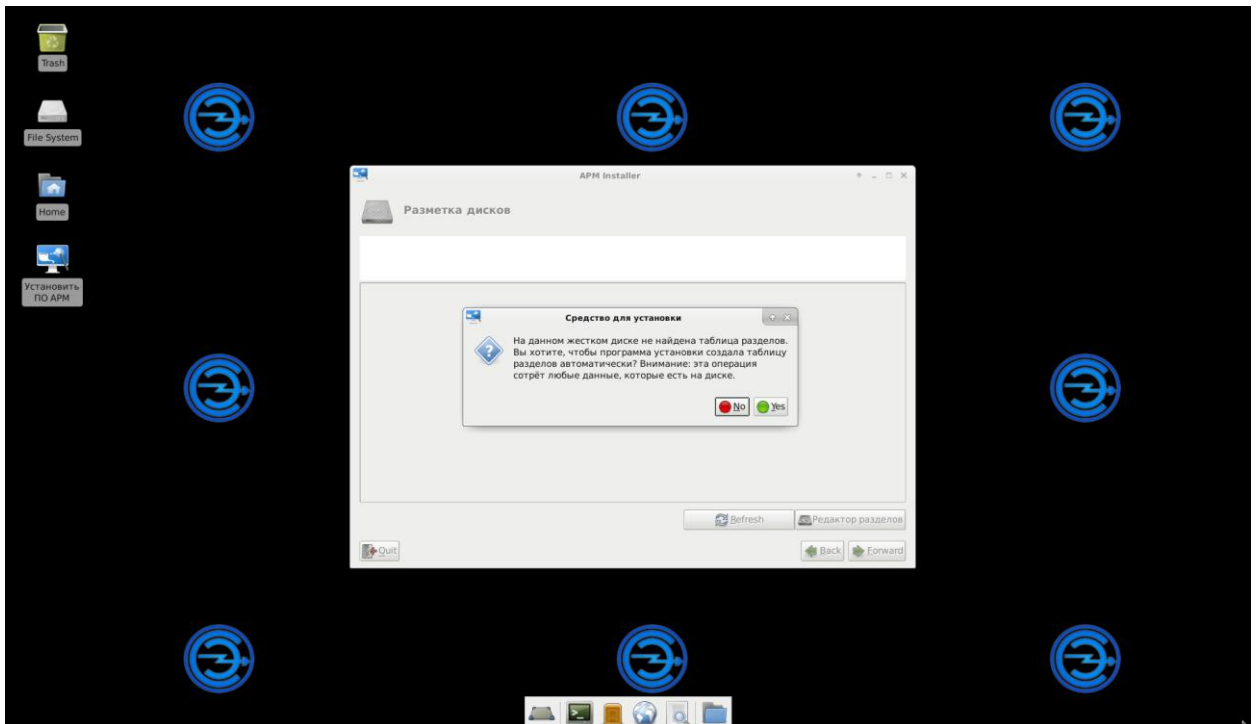 Trash
File System
Home
Установить
ПО АРМ
АРМ Installer
Разметка дисков
Средство для установки
На данном жестком диске не найдена таблица разделов.
Вы хотите, чтобы программа установки создала таблицу
разделов автоматически? Внимание: эта операция
сотрёт любые данные, которые есть на диске.
No
Yes
Refresh
Редактор разделов
Quit
Back
Forward